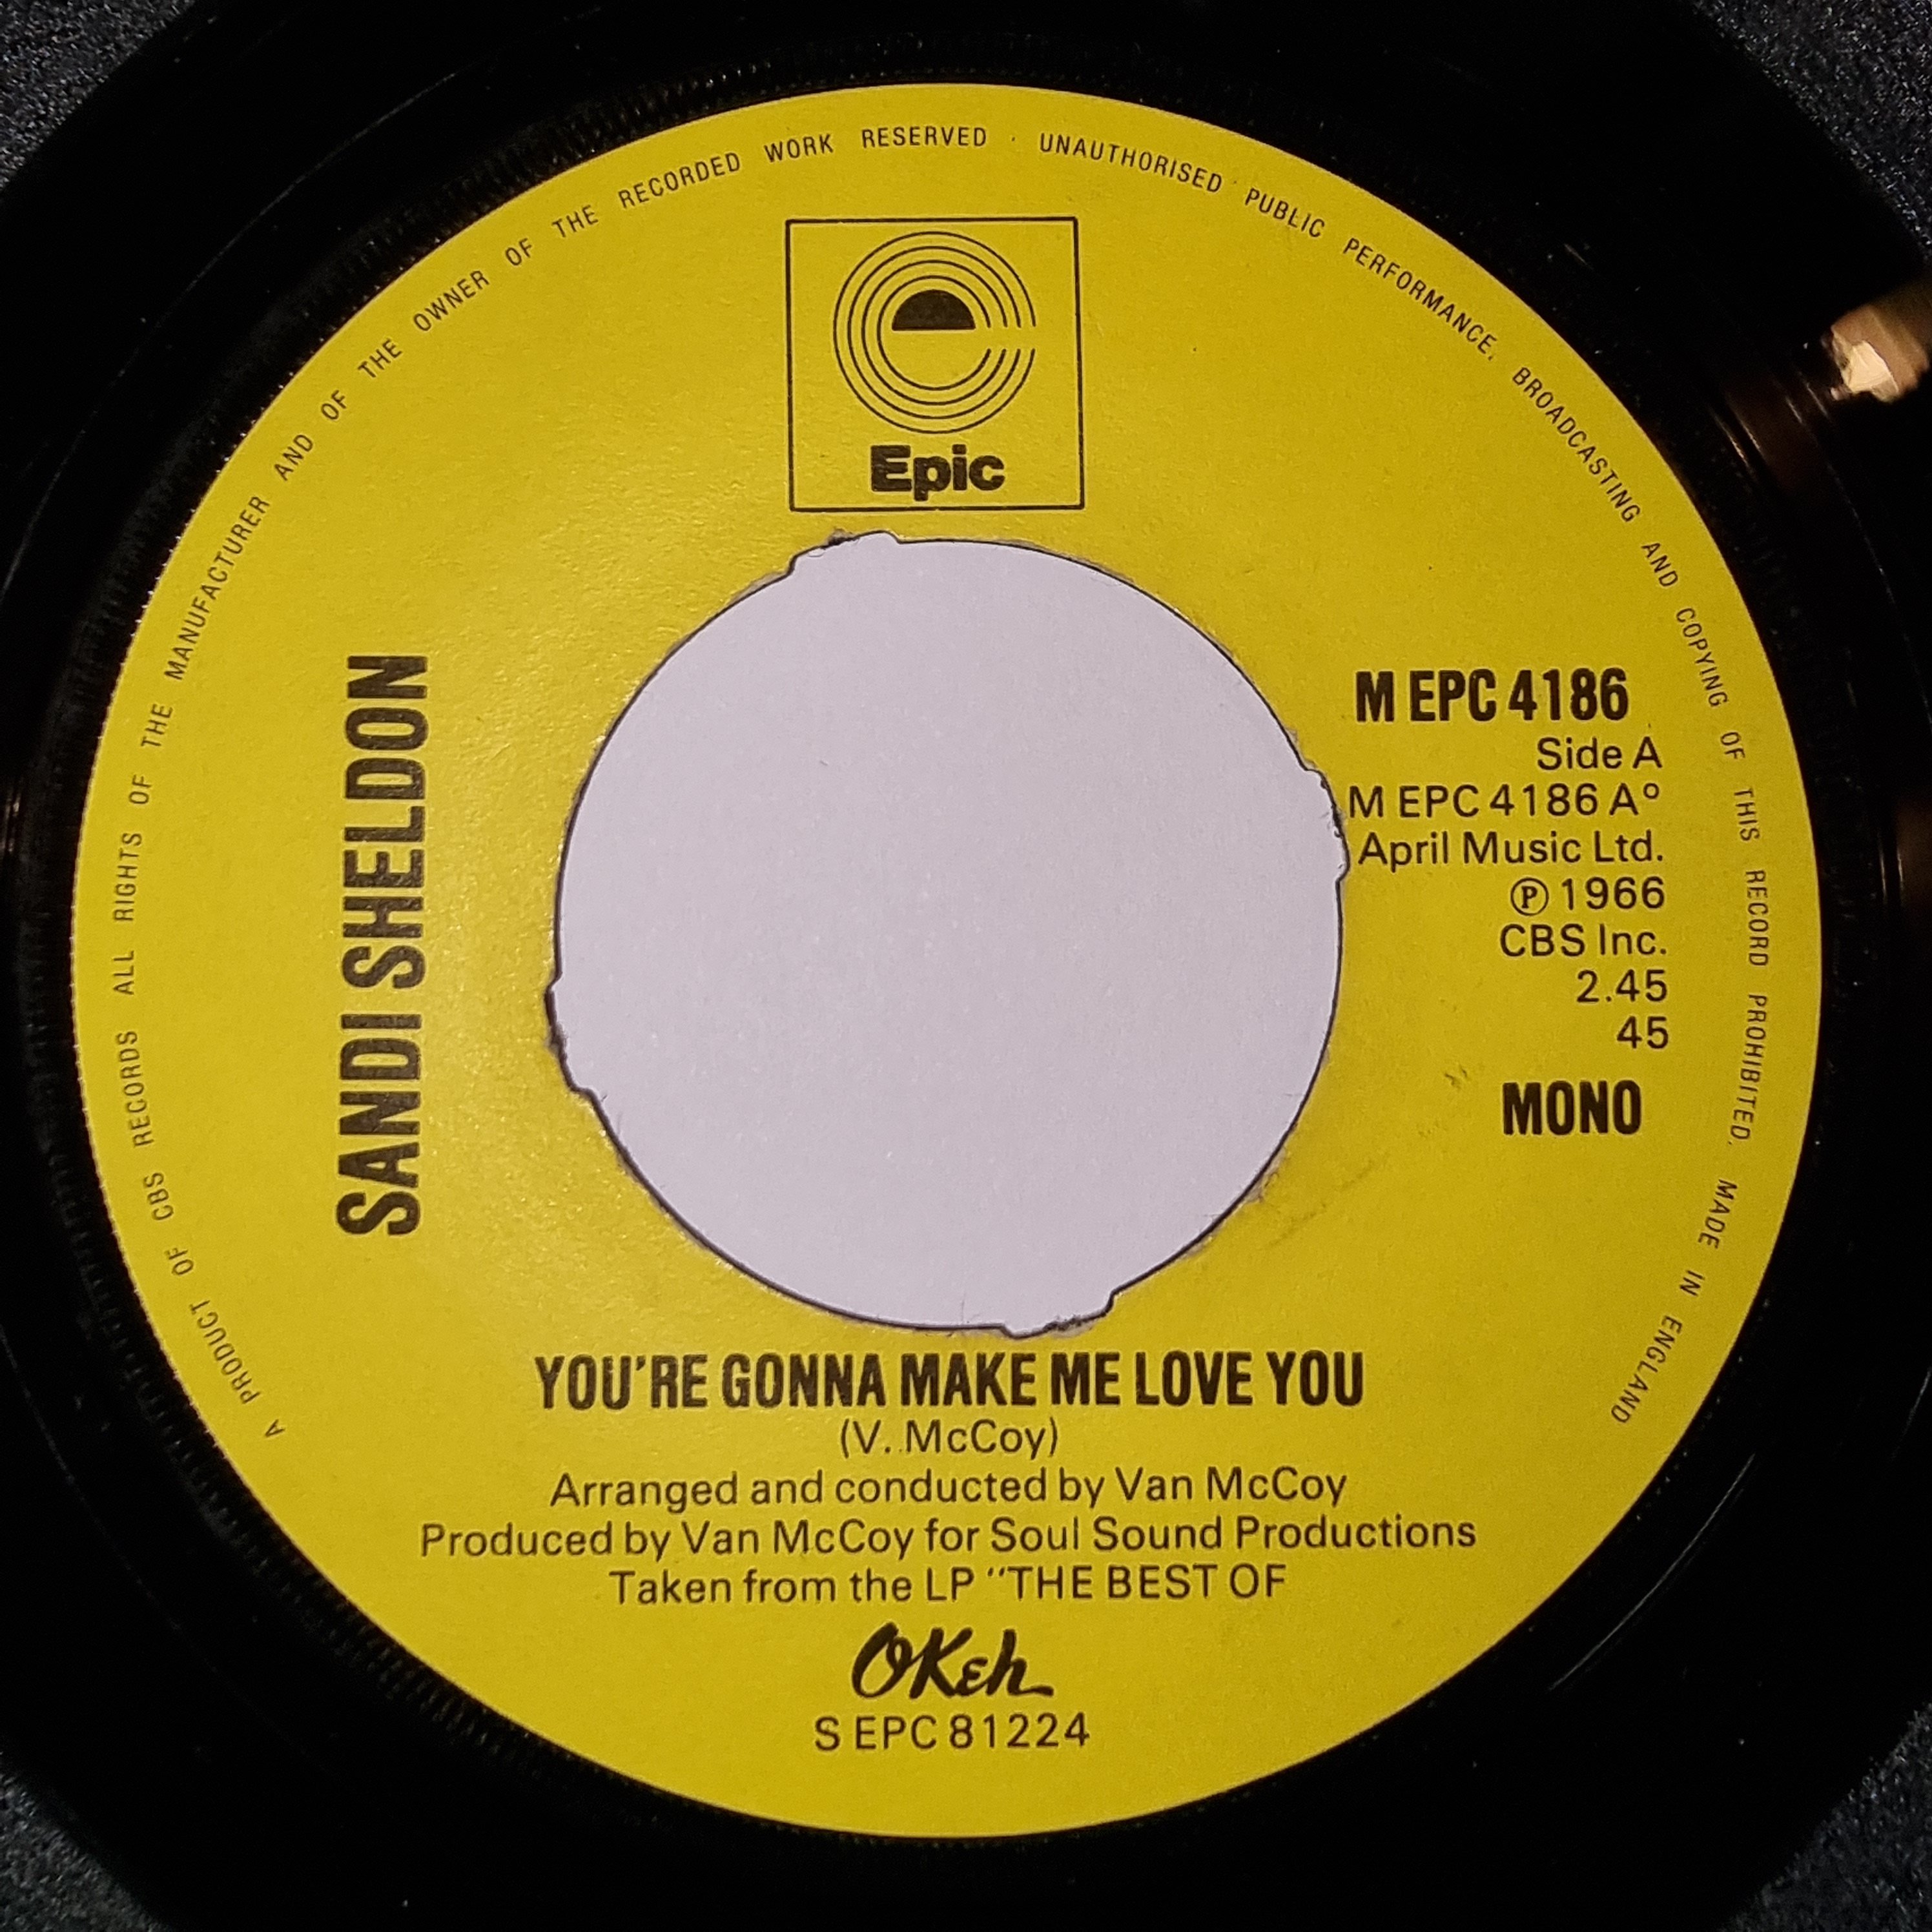 A PRODUCT OF CBS RECORDS ALL RIGHTS OF THE MANUFACTURER AND OF THE OWNER OF THE RECORDED WORK RESERVED · UNAUTHORISED PUBLIC PERFORMANCE, BROADCASTING AND COPYING OF THIS RECORD PROHIBITED. MADE IN ENGLAND
e
Epic
SANDI SHELDON
M EPC 4186
Side A
M EPC 4186 Aº
April Music Ltd.
℗ 1966
CBS Inc.
2.45
45
MONO
YOU'RE GONNA MAKE ME LOVE YOU
(V. McCoy)
Arranged and conducted by Van McCoy
Produced by Van McCoy for Soul Sound Productions
Taken from the LP "THE BEST OF
OKeh
S EPC 81224